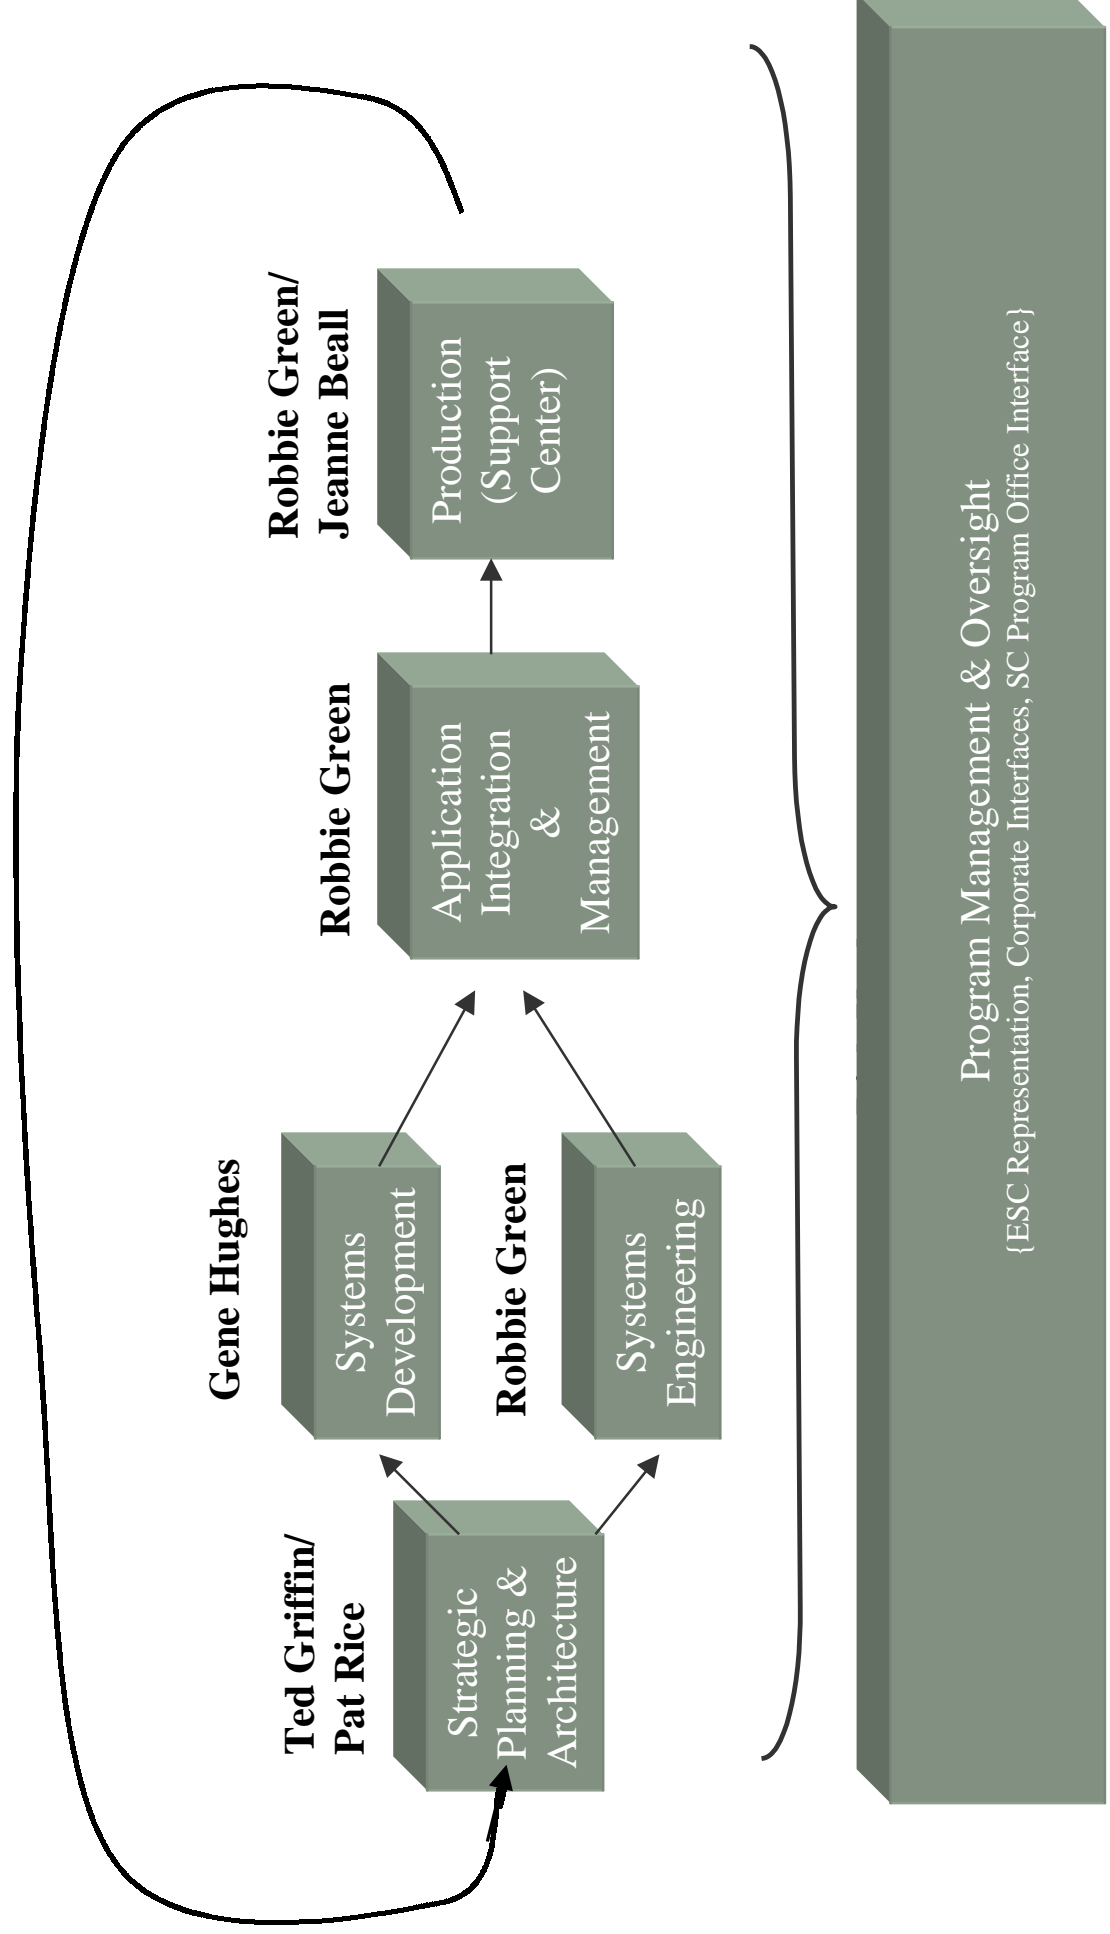 Ted Griffin/
Pat Rice
Strategic
Planning &
Architecture
Gene Hughes
Systems
Development
Robbie Green
Systems
Engineering
Robbie Green
Application
Integration
&
Management
Robbie Green/
Jeanne Beall
Production
(Support
Center)
Program Management & Oversight
{ESC Representation, Corporate Interfaces, SC Program Office Interface}